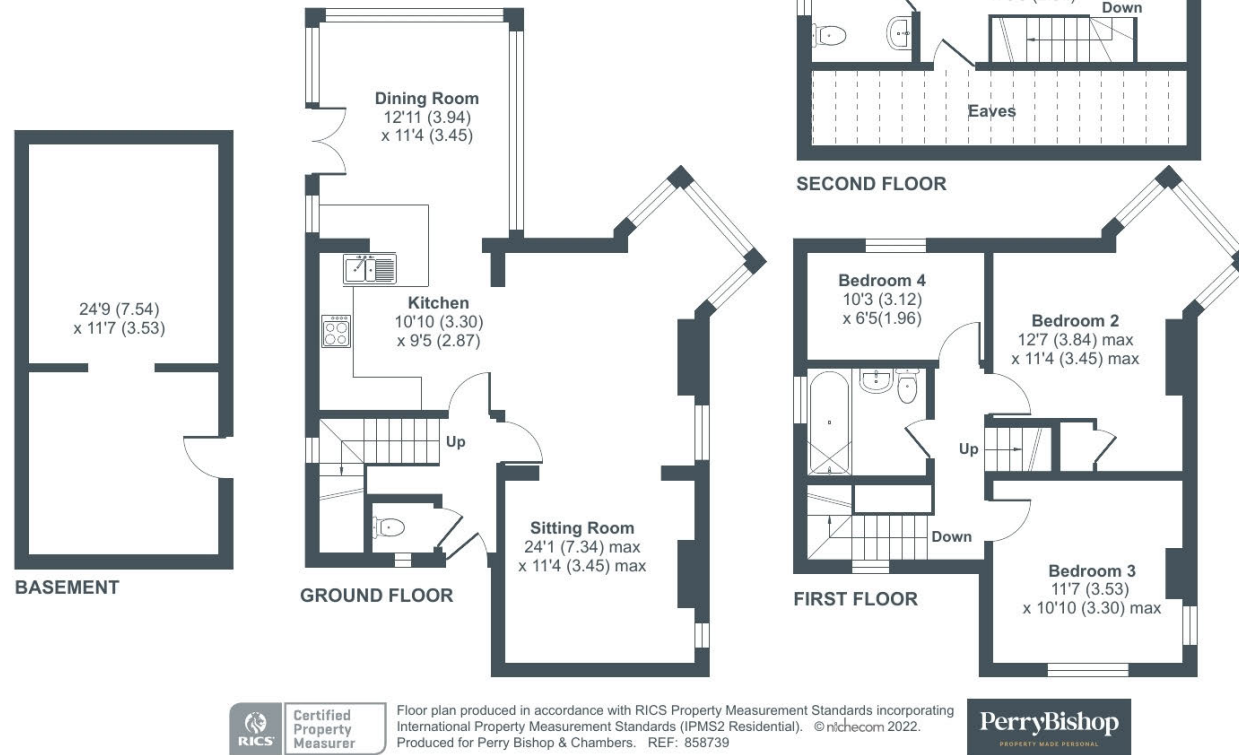 Down
Eaves
SECOND FLOOR
Dining Room
12'11 (3.94)
x 11'4 (3.45)
24'9 (7.54)
x 11'7 (3.53)
BASEMENT
Kitchen
10'10 (3.30)
x 9'5 (2.87)
Up
Sitting Room
24'1 (7.34) max
x 11'4 (3.45) max
GROUND FLOOR
Bedroom 4
10'3 (3.12)
x 6'5(1.96)
Bedroom 2
12'7 (3.84) max
x 11'4 (3.45) max
Up
Down
Bedroom 3
11'7 (3.53)
x 10'10 (3.30) max
FIRST FLOOR
RICS
Certified
Property
Measurer
Floor plan produced in accordance with RICS Property Measurement Standards incorporating
International Property Measurement Standards (IPMS2 Residential). ©nıchecom 2022.
Produced for Perry Bishop & Chambers. REF: 858739
PerryBishop
PROPERTY MADE PERSONAL